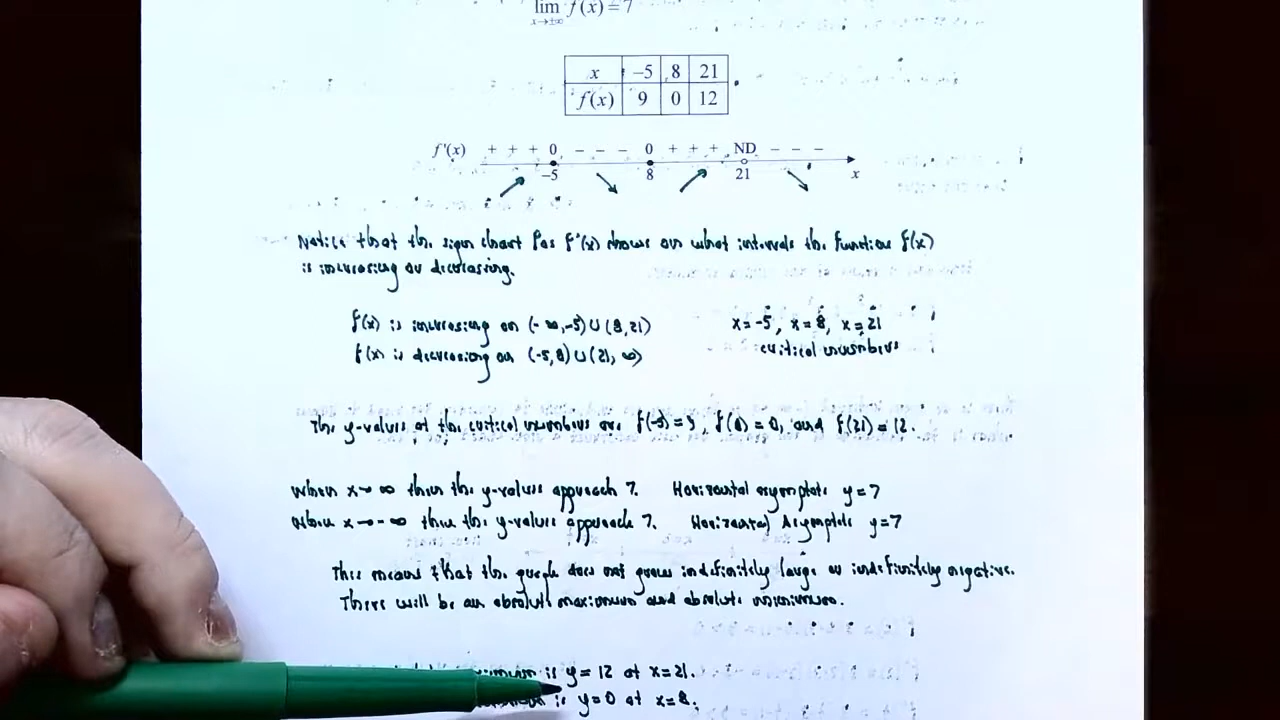 lim f(x) = 7
x→±∞
x -5 8 21
f(x) 9 0 12
f'(x) + + + 0 - - - 0 + + + ND - - -
-5 8 21 x
Notice that the sign chart for f'(x) shows on what intervals the function f(x)
is increasing or decreasing.
f(x) is increasing on (-∞,-5)∪(8,21) x=-5, x=8, x=21
f(x) is decreasing on (-5,8)∪(21,∞) critical numbers
The y-values at the critical numbers are f(-5)=9, f(8)=0, and f(21)=12.
When x→∞ then the y-values approach 7. Horizontal asymptote y=7
When x→-∞ then the y-values approach 7. Horizontal Asymptote y=7
This means that the graph does not grow indefinitely large or indefinitely negative.
There will be an absolute maximum and absolute minimum.
is y=12 at x=21.
is y=0 at x=8.